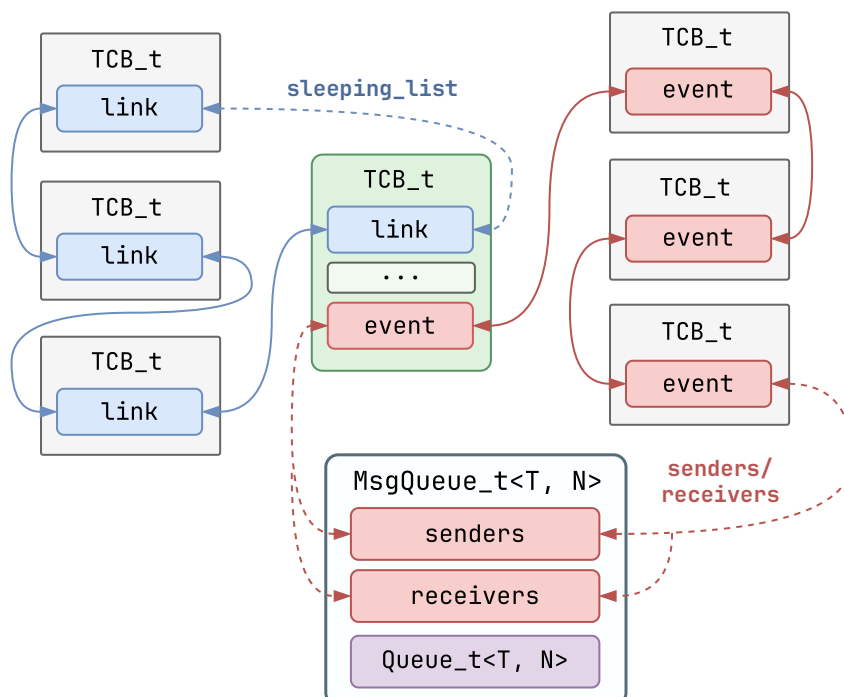 TCB_t
link
TCB_t
link
TCB_t
link
sleeping_list
TCB_t
link
...
event
TCB_t
event
TCB_t
event
TCB_t
event
senders/
receivers
MsgQueue_t<T, N>
senders
receivers
Queue_t<T, N>